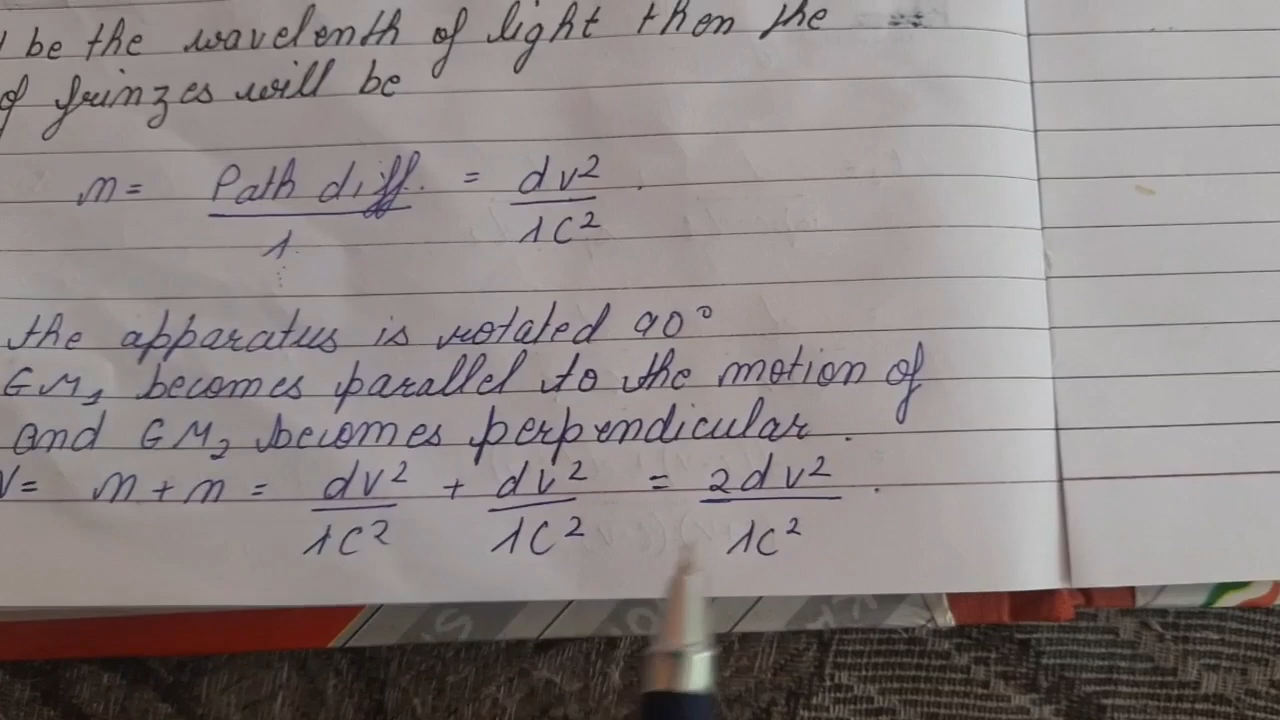 be the wavelenth of light then the
of frinzes will be
n = Path diff. / λ = dv² / λc² .
the apparatus is rotated 90°
GM₁ becomes parallel to the motion of
and GM₂ becomes perpendicular.
N = n + n = dv² / λc² + dv² / λc² = 2dv² / λc² .